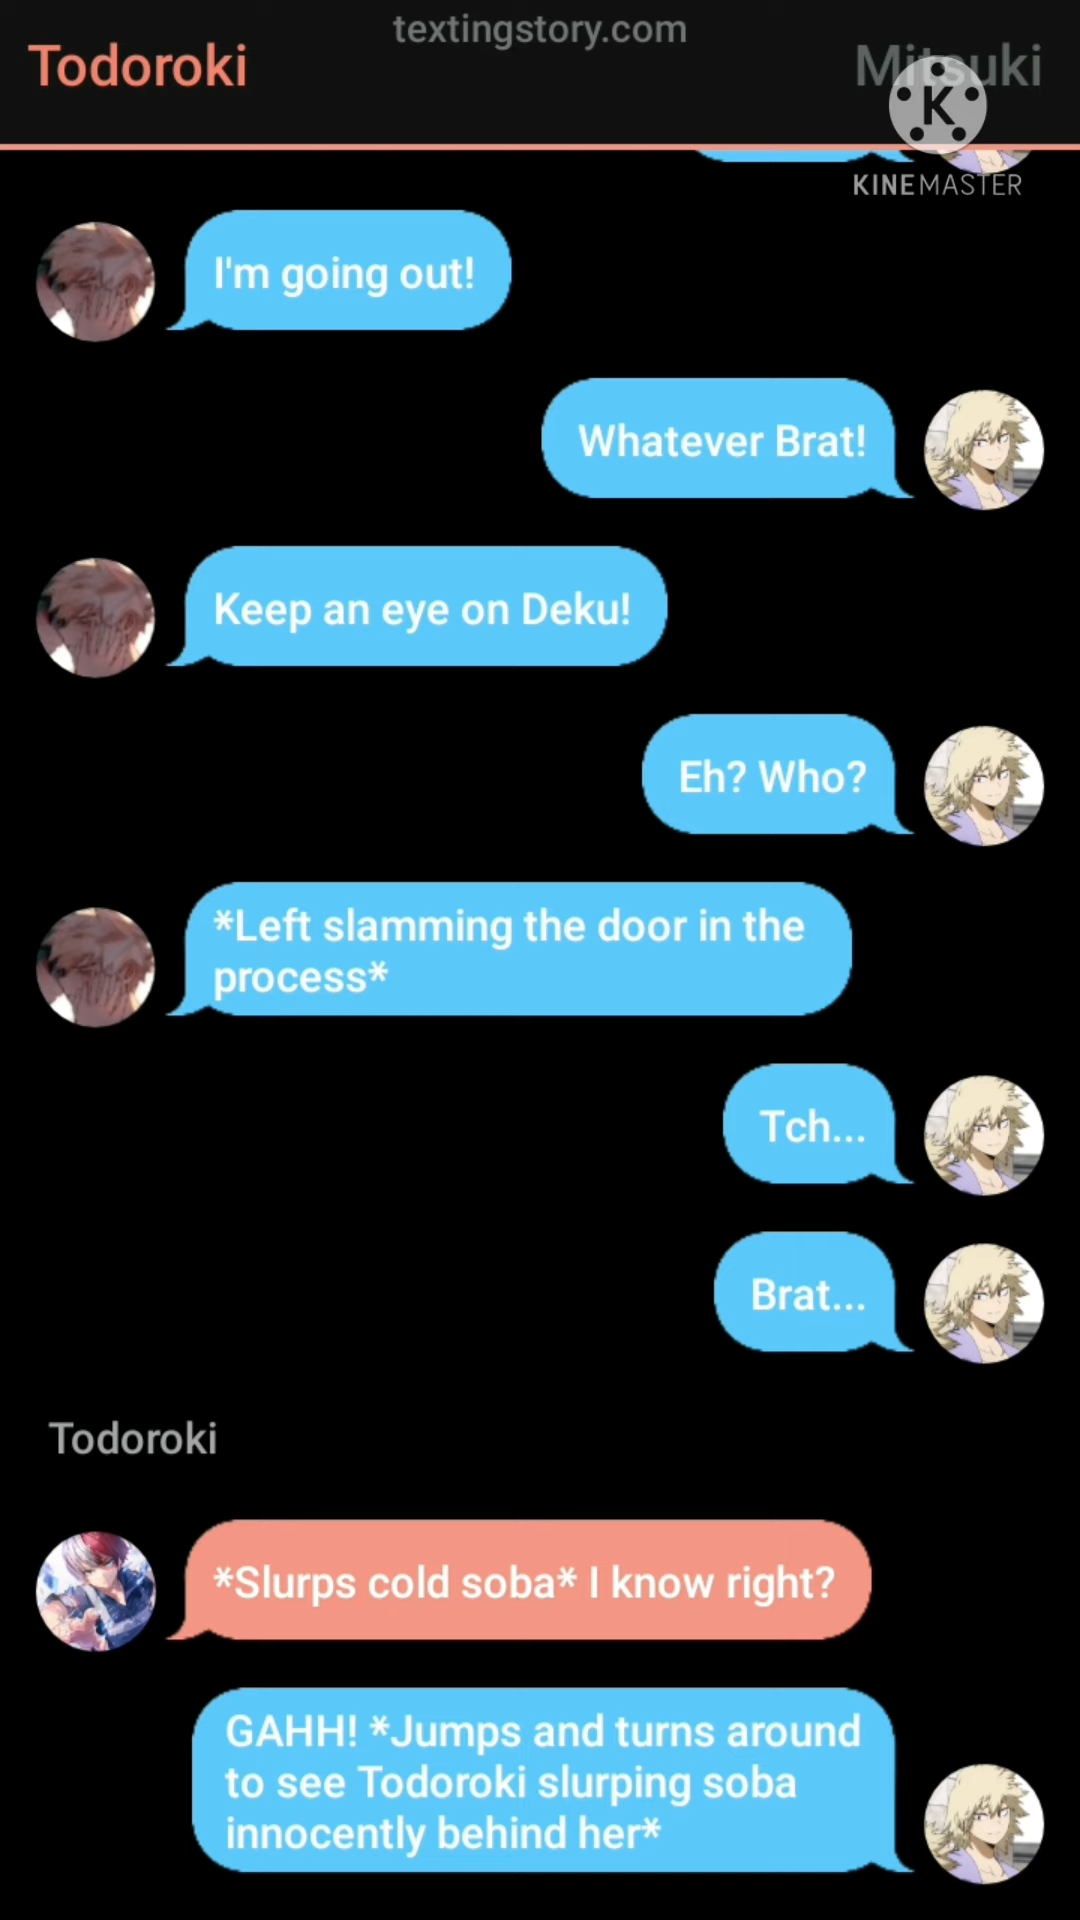 textingstory.com
Todoroki
Mitsuki
K
KINEMASTER
I'm going out!
Whatever Brat!
Keep an eye on Deku!
Eh? Who?
*Left slamming the door in the
process*
Tch...
Brat...
Todoroki
*Slurps cold soba* I know right?
GAHH! *Jumps and turns around
to see Todoroki slurping soba
innocently behind her*